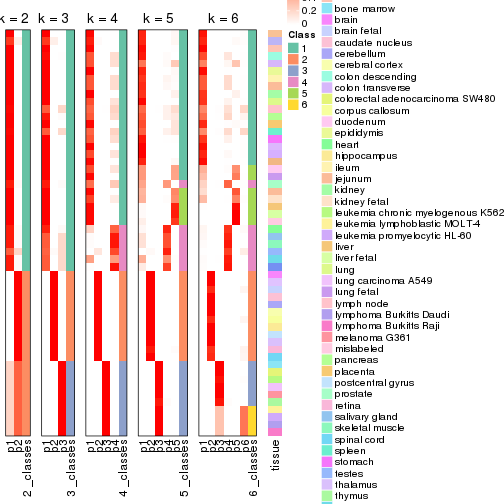 k = 2
k = 3
k = 4
k = 5
k = 6
0.2
0
Class
1
2
3
4
5
6
p1
p2
2_classes
p1
p2
p3
3_classes
p1
p2
p3
p4
4_classes
p1
p2
p3
p4
p5
5_classes
p1
p2
p3
p4
p5
p6
6_classes
tissue
bone marrow
brain
brain fetal
caudate nucleus
cerebellum
cerebral cortex
colon descending
colon transverse
colorectal adenocarcinoma SW480
corpus callosum
duodenum
epididymis
heart
hippocampus
ileum
jejunum
kidney
kidney fetal
leukemia chronic myelogenous K562
leukemia lymphoblastic MOLT-4
leukemia promyelocytic HL-60
liver
liver fetal
lung
lung carcinoma A549
lung fetal
lymph node
lymphoma Burkitts Daudi
lymphoma Burkitts Raji
melanoma G361
mislabeled
pancreas
placenta
postcentral gyrus
prostate
retina
salivary gland
skeletal muscle
spinal cord
spleen
stomach
testes
thalamus
thymus